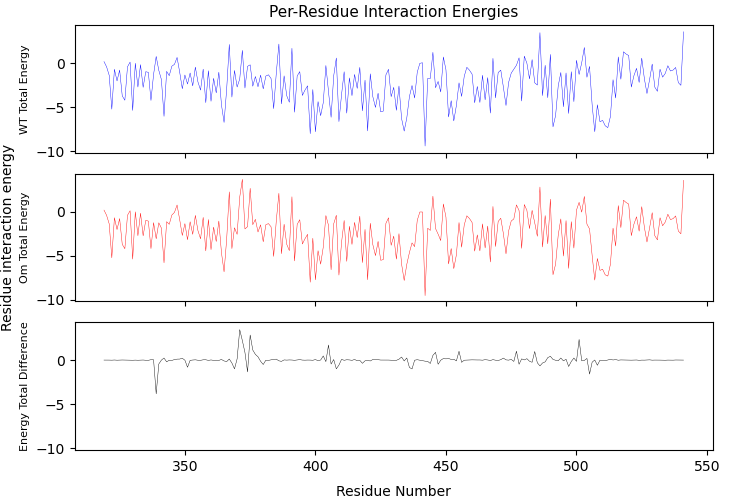 Per-Residue Interaction Energies
Residue interaction energy
WT Total Energy
0
−5
−10
Om Total Energy
0
−5
−10
Energy Total Difference
0
−5
−10
350
400
450
500
550
Residue Number